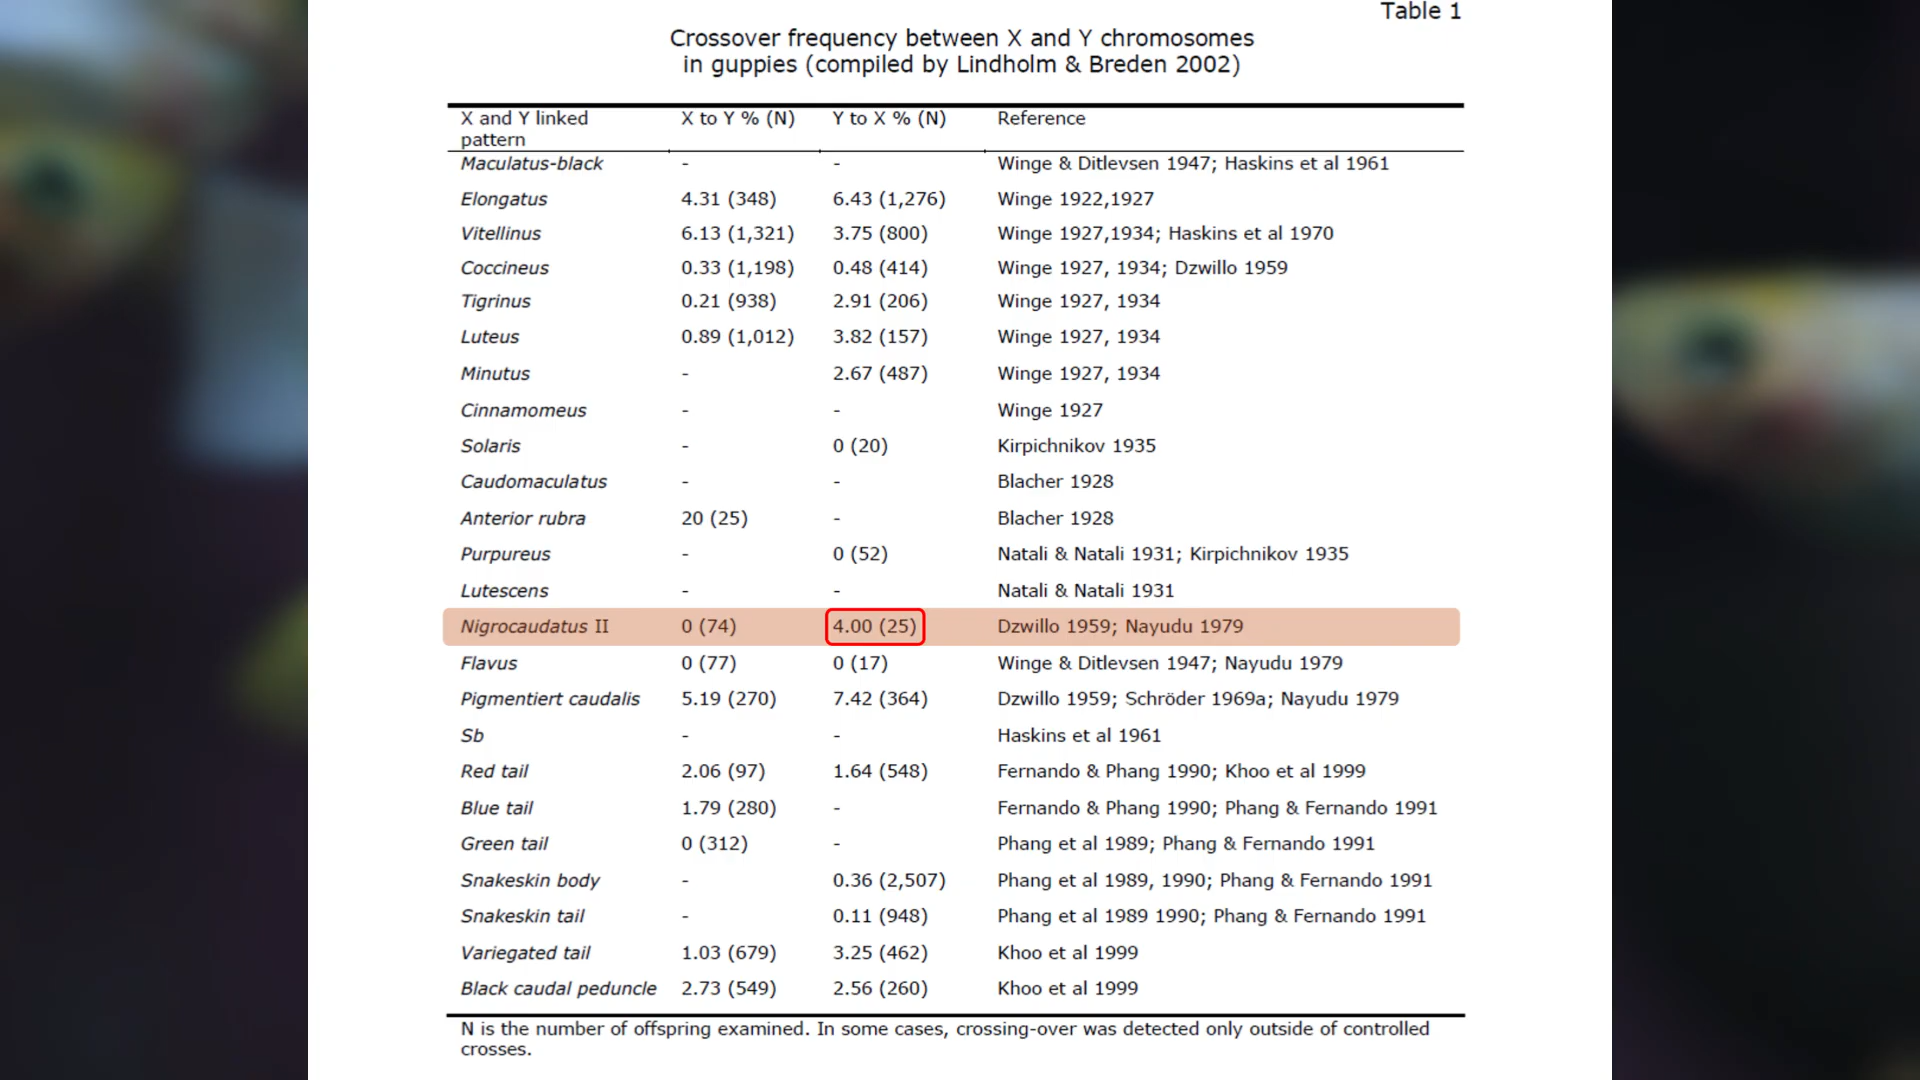 Table 1
Crossover frequency between X and Y chromosomes
in guppies (compiled by Lindholm & Breden 2002)
X and Y linked pattern X to Y % (N) Y to X % (N) Reference
Maculatus-black - - Winge & Ditlevsen 1947; Haskins et al 1961
Elongatus 4.31 (348) 6.43 (1,276) Winge 1922,1927
Vitellinus 6.13 (1,321) 3.75 (800) Winge 1927,1934; Haskins et al 1970
Coccineus 0.33 (1,198) 0.48 (414) Winge 1927, 1934; Dzwillo 1959
Tigrinus 0.21 (938) 2.91 (206) Winge 1927, 1934
Luteus 0.89 (1,012) 3.82 (157) Winge 1927, 1934
Minutus - 2.67 (487) Winge 1927, 1934
Cinnamomeus - - Winge 1927
Solaris - 0 (20) Kirpichnikov 1935
Caudomaculatus - - Blacher 1928
Anterior rubra 20 (25) - Blacher 1928
Purpureus - 0 (52) Natali & Natali 1931; Kirpichnikov 1935
Lutescens - - Natali & Natali 1931
Nigrocaudatus II 0 (74) 4.00 (25) Dzwillo 1959; Nayudu 1979
Flavus 0 (77) 0 (17) Winge & Ditlevsen 1947; Nayudu 1979
Pigmentiert caudalis 5.19 (270) 7.42 (364) Dzwillo 1959; Schröder 1969a; Nayudu 1979
Sb - - Haskins et al 1961
Red tail 2.06 (97) 1.64 (548) Fernando & Phang 1990; Khoo et al 1999
Blue tail 1.79 (280) - Fernando & Phang 1990; Phang & Fernando 1991
Green tail 0 (312) - Phang et al 1989; Phang & Fernando 1991
Snakeskin body - 0.36 (2,507) Phang et al 1989, 1990; Phang & Fernando 1991
Snakeskin tail - 0.11 (948) Phang et al 1989 1990; Phang & Fernando 1991
Variegated tail 1.03 (679) 3.25 (462) Khoo et al 1999
Black caudal peduncle 2.73 (549) 2.56 (260) Khoo et al 1999
N is the number of offspring examined. In some cases, crossing-over was detected only outside of controlled
crosses.